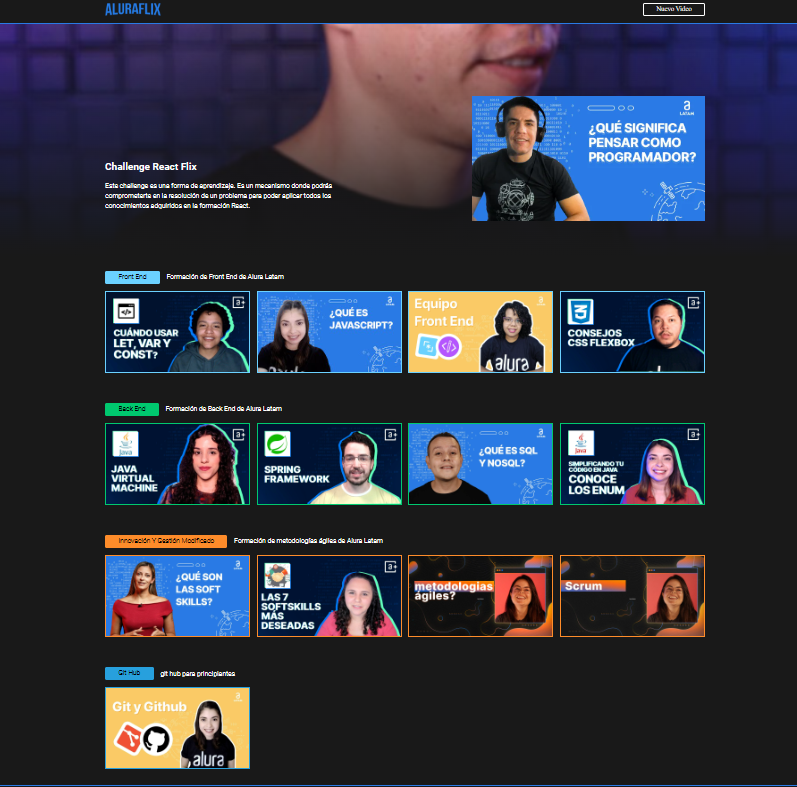 ALURAFLIX
Nuevo Video
¿QUÉ SIGNIFICA
PENSAR COMO
PROGRAMADOR?
a
LATAM
Challenge React Flix
Este challenge es una forma de aprendizaje. Es un mecanismo donde podrás
comprometerte en la resolución de un problema para poder aplicar todos los
conocimientos adquiridos en la formación React.
Front End
Formación de Front End de Alura Latam
CUÁNDO USAR
LET, VAR Y
CONST?
a+
¿QUÉ ES
JAVASCRIPT?
Equipo
Front End
alura
CONSEJOS
CSS FLEXBOX
a+
Back End
Formación de Back End de Alura Latam
Java
JAVA
VIRTUAL
MACHINE
a+
SPRING
FRAMEWORK
a+
¿QUÉ ES SQL
Y NOSQL?
Java
SIMPLIFICANDO TU
CÓDIGO EN JAVA
CONOCE
LOS ENUM
a+
Innovación Y Gestión Modificado
Formación de metodologías ágiles de Alura Latam
¿QUÉ SON
LAS SOFT
SKILLS?
LAS 7
SOFTSKILLS
MÁS
DESEADAS
a+
metodologías
ágiles?
Scrum
Git Hub
git hub para principiantes
Git y Github
alura